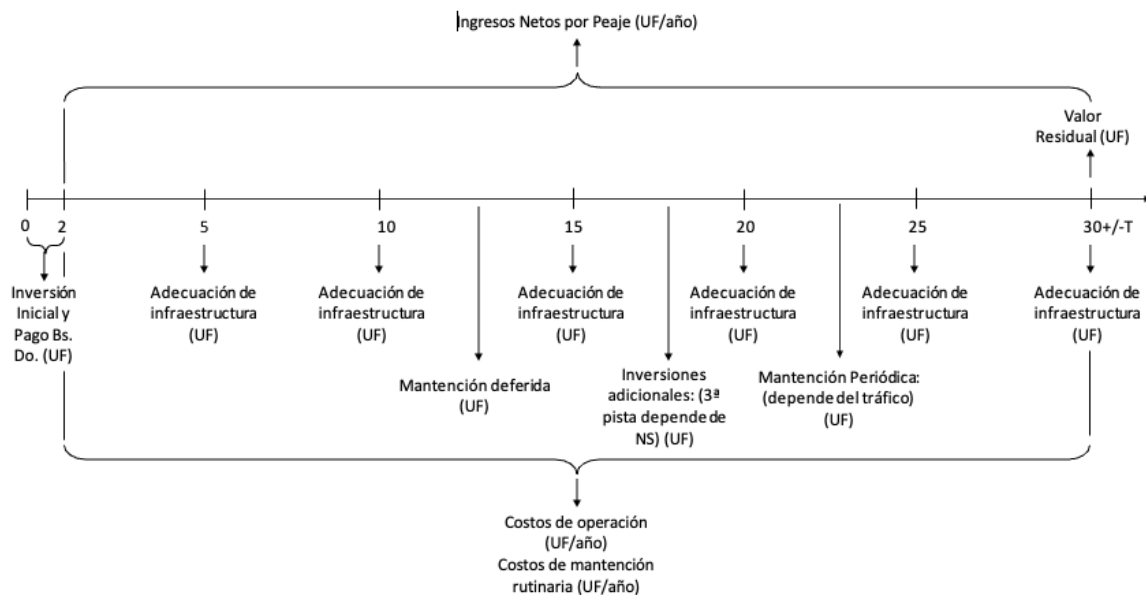 Ingresos Netos por Peaje (UF/año)
Valor
Residual (UF)
0
2
5
10
15
20
25
30+/-T
Inversión
Inicial y
Pago Bs.
Do. (UF)
Adecuación de
infraestructura
(UF)
Adecuación de
infraestructura
(UF)
Adecuación de
infraestructura
(UF)
Adecuación de
infraestructura
(UF)
Adecuación de
infraestructura
(UF)
Adecuación de
infraestructura
(UF)
Mantención deferida
(UF)
Inversiones
adicionales: (3ª
pista depende de
NS) (UF)
Mantención Periódica:
(depende del tráfico)
(UF)
Costos de operación
(UF/año)
Costos de mantención
rutinaria (UF/año)